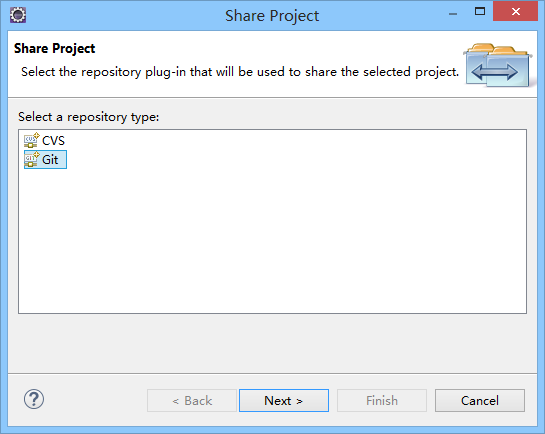 Share Project
Share Project
Select the repository plug-in that will be used to share the selected project.
Select a repository type:
CVS
Git
< Back
Next >
Finish
Cancel